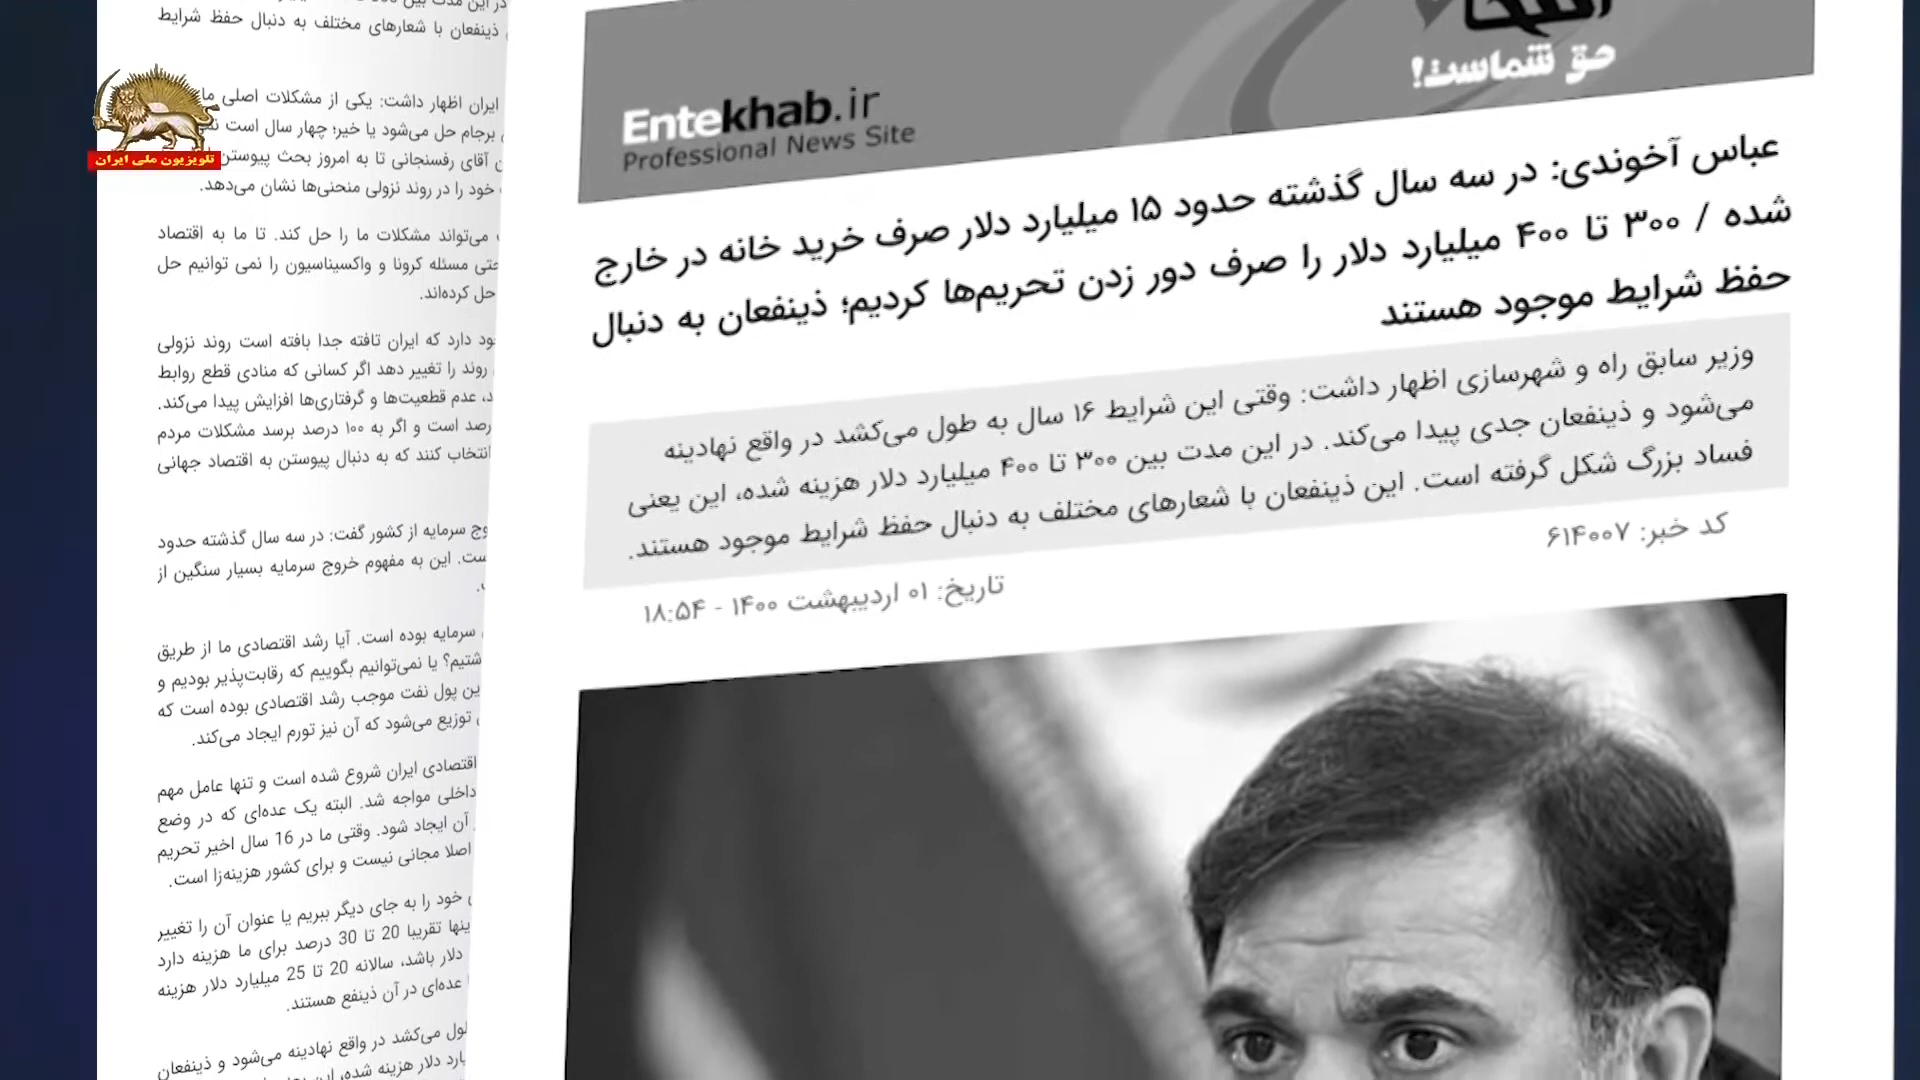 انتخاب
حق شماست!
Entekhab.ir
Professional News Site
عباس آخوندی: در سه سال گذشته حدود ۱۵ میلیارد دلار صرف خرید خانه در خارج
شده / ۳۰۰ تا ۴۰۰ میلیارد دلار را صرف دور زدن تحریم‌ها کردیم؛ ذینفعان به دنبال
حفظ شرایط موجود هستند
وزیر سابق راه و شهرسازی اظهار داشت: وقتی این شرایط ۱۶ سال به طول می‌کشد در واقع نهادینه
می‌شود و ذینفعان جدی پیدا می‌کند. در این مدت بین ۳۰۰ تا ۴۰۰ میلیارد دلار هزینه شده، این یعنی
فساد بزرگ شکل گرفته است. این ذینفعان با شعارهای مختلف به دنبال حفظ شرایط موجود هستند.
کد خبر: ۶۱۴۰۰۷
تاریخ: ۰۱ اردیبهشت ۱۴۰۰ - ۱۸:۵۴
تلویزیون ملی ایران
در این مدت بین
ذینفعان با شعارهای مختلف به دنبال حفظ شرایط
ایران اظهار داشت: یکی از مشکلات اصلی ما
برجام حل می‌شود یا خیر؛ چهار سال است
آقای رفسنجانی تا به امروز بحث پیوستن
خود را در روند نزولی منحنی‌ها نشان می‌دهد.
می‌تواند مشکلات ما را حل کند. تا ما به اقتصاد
حتی مسئله کرونا و واکسیناسیون را نمی توانیم حل
حل کرده‌اند.
دارد که ایران تافته جدا بافته است روند نزولی
روند را تغییر دهد اگر کسانی که منادی قطع روابط
عدم قطعیت‌ها و گرفتاری‌ها افزایش پیدا می‌کند.
است و اگر به ۱۰۰ درصد برسد مشکلات مردم
انتخاب کنند که به دنبال پیوستن به اقتصاد جهانی
سرمایه از کشور گفت: در سه سال گذشته حدود
این به مفهوم خروج سرمایه بسیار سنگین از
سرمایه بوده است. آیا رشد اقتصادی ما از طریق
یا نمی‌توانیم بگوییم که رقابت‌پذیر بودیم و
پول نفت موجب رشد اقتصادی بوده است که
توزیع می‌شود که آن نیز تورم ایجاد می‌کند.
اقتصادی ایران شروع شده است و تنها عامل مهم
داخلی مواجه شد. البته یک عده‌ای که در وضع
آن ایجاد شود. وقتی ما در 16 سال اخیر تحریم
اصلا مجانی نیست و برای کشور هزینه‌زا است.
خود را به جای دیگر ببریم یا عنوان آن را تغییر
تقریبا 20 تا 30 درصد برای ما هزینه دارد
دلار باشد، سالانه 20 تا 25 میلیارد دلار هزینه
عده‌ای در آن ذینفع هستند.
می‌کشد در واقع نهادینه می‌شود و ذینفعان
دلار هزینه شده، این